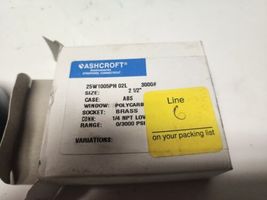 ASHCROFT®
25W1005PH 02L 3000#
SIZE: 2 1/2"
CASE: ABS
WINDOW: POLYCARB
SOCKET: BRASS
CONN: 1/4 NPT LOW
RANGE: 0/3000 PSI
VARIATIONS:
Line
6
on your packing list